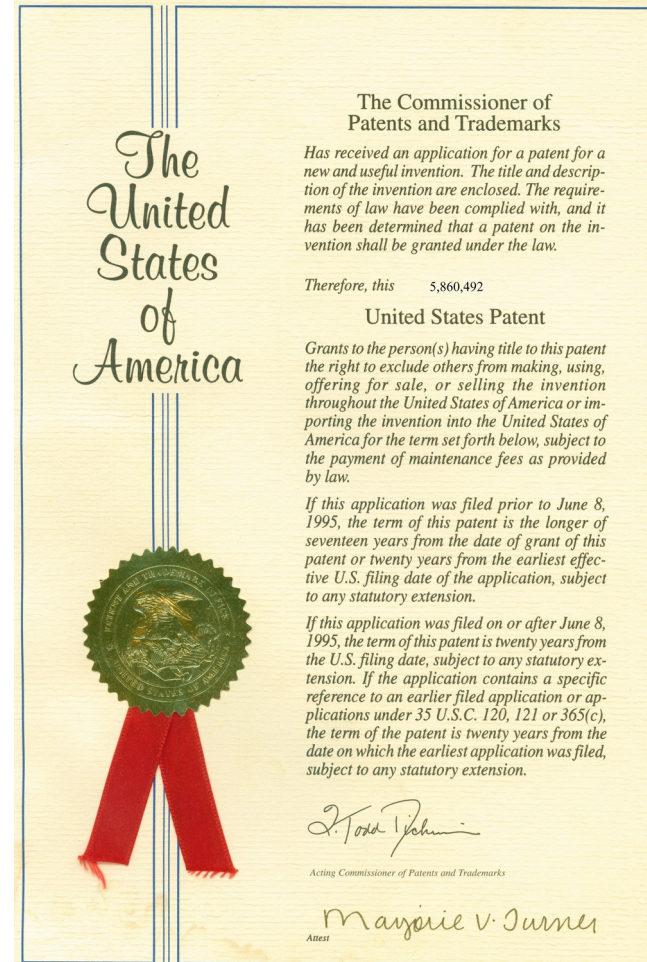 The
United
States
of
America
The Commissioner of
Patents and Trademarks
Has received an application for a patent for a
new and useful invention. The title and descrip-
tion of the invention are enclosed. The require-
ments of law have been complied with, and it
has been determined that a patent on the in-
vention shall be granted under the law.
Therefore, this 5,860,492
United States Patent
Grants to the person(s) having title to this patent
the right to exclude others from making, using,
offering for sale, or selling the invention
throughout the United States of America or im-
porting the invention into the United States of
America for the term set forth below, subject to
the payment of maintenance fees as provided
by law.
If this application was filed prior to June 8,
1995, the term of this patent is the longer of
seventeen years from the date of grant of this
patent or twenty years from the earliest effec-
tive U.S. filing date of the application, subject
to any statutory extension.
If this application was filed on or after June 8,
1995, the term of this patent is twenty years from
the U.S. filing date, subject to any statutory ex-
tension. If the application contains a specific
reference to an earlier filed application or ap-
plications under 35 U.S.C. 120, 121 or 365(c),
the term of the patent is twenty years from the
date on which the earliest application was filed,
subject to any statutory extension.
PATENT AND TRADEMARK OFFICE
UNITED STATES OF AMERICA
Q. Todd Dickinson
Acting Commissioner of Patents and Trademarks
Marjorie V. Turner
Attest